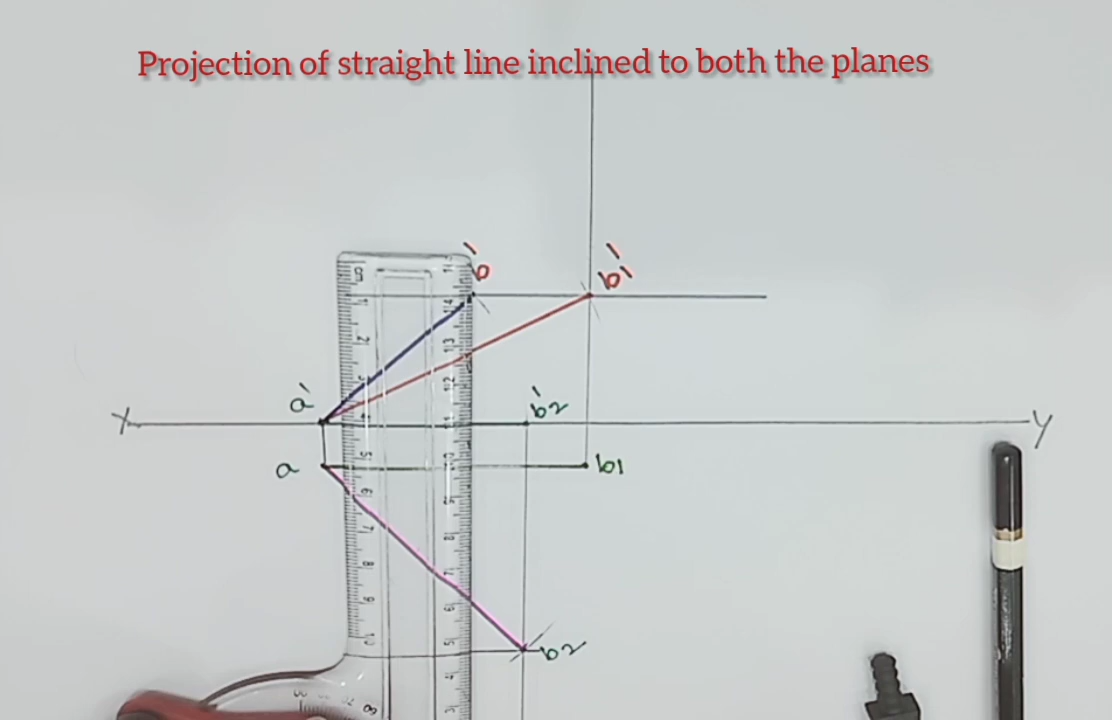 Projection of straight line inclined to both the planes
b'
b1'
a'
b2'
X
Y
a
b1
b2